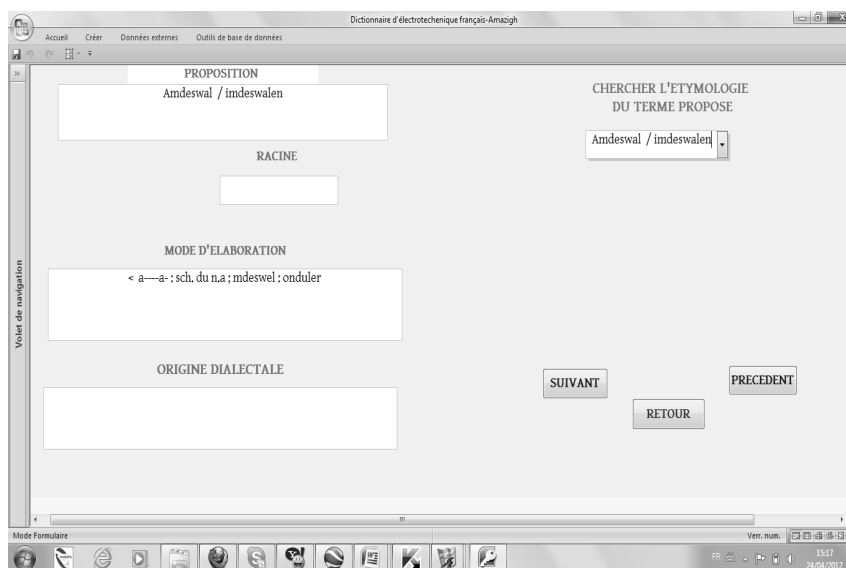 Dictionnaire d'électrotechenique français-Amazigh
Accueil Créer Données externes Outils de base de données
PROPOSITION
Amdeswal / imdeswalen
RACINE
MODE D'ELABORATION
< a----a- ; sch, du n,a ; mdeswel ; onduler
ORIGINE DIALECTALE
CHERCHER L'ETYMOLOGIE
DU TERME PROPOSE
Amdeswal / imdeswalen
SUIVANT
PRECEDENT
RETOUR
Volet de navigation
Mode Formulaire
Verr. num.
FR
15:17
24/04/2012